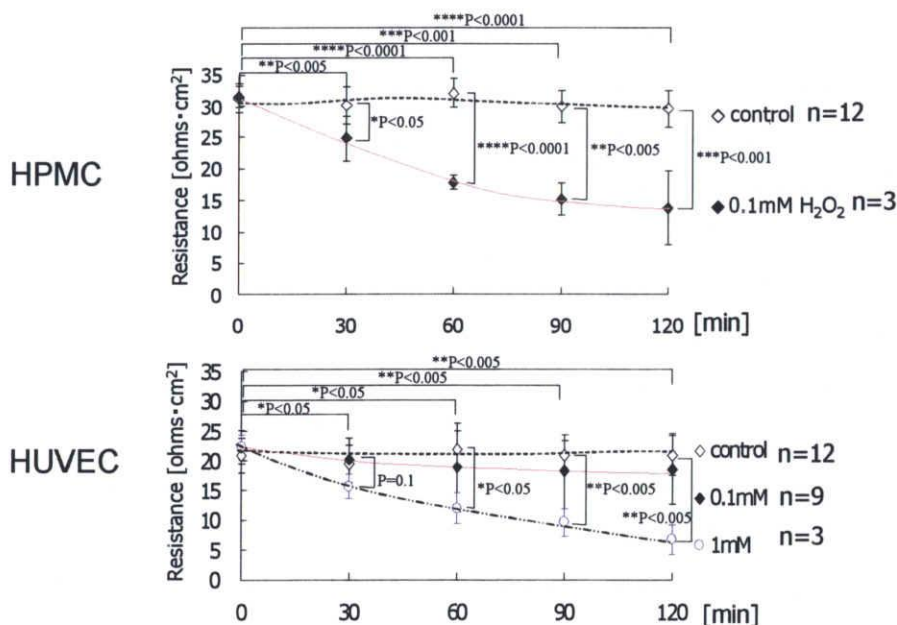 ****P<0.0001
***P<0.001
****P<0.0001
**P<0.005
35
30
25
20
15
10
5
0
Resistance [ohms·cm²]
HPMC
*P<0.05
****P<0.0001
**P<0.005
***P<0.001
control n=12
0.1mM H₂O₂ n=3
0 30 60 90 120 [min]
**P<0.005
**P<0.005
*P<0.05
*P<0.05
35
30
25
20
15
10
5
0
Resistance [ohms·cm²]
HUVEC
P=0.1
*P<0.05
**P<0.005
**P<0.005
control n=12
0.1mM n=9
1mM n=3
0 30 60 90 120 [min]